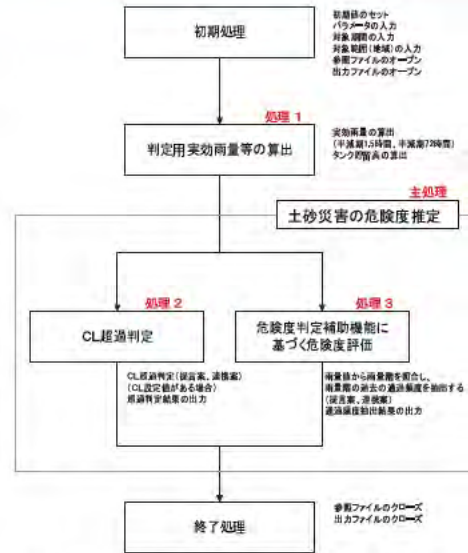 初期処理
初期値のセット
パラメータの入力
対象期間の入力
対象範囲(地域)の入力
参照ファイルのオープン
出力ファイルのオープン
処理1
判定用実効雨量等の算出
実効雨量の算出
(半減期1.5時間、半減期72時間)
タンク貯留高の算出
主処理
土砂災害の危険度推定
処理2
CL超過判定
CL超過判定(提言案、連携案)
(CL設定値がある場合)
超過判定結果の出力
処理3
危険度判定補助機能に
基づく危険度評価
雨量値から雨量階を照合し、
雨量階の過去の通過頻度を抽出する
(提言案、連携案)
通過頻度抽出結果の出力
終了処理
参照ファイルのクローズ
出力ファイルのクローズ